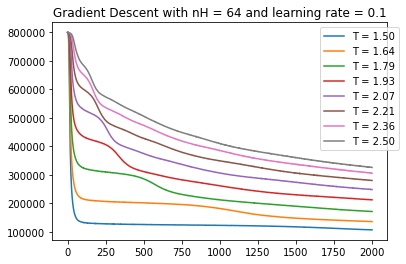 Gradient Descent with nH = 64 and learning rate = 0.1
800000
700000
600000
500000
400000
300000
200000
100000
0
250
500
750
1000
1250
1500
1750
2000
T = 1.50
T = 1.64
T = 1.79
T = 1.93
T = 2.07
T = 2.21
T = 2.36
T = 2.50